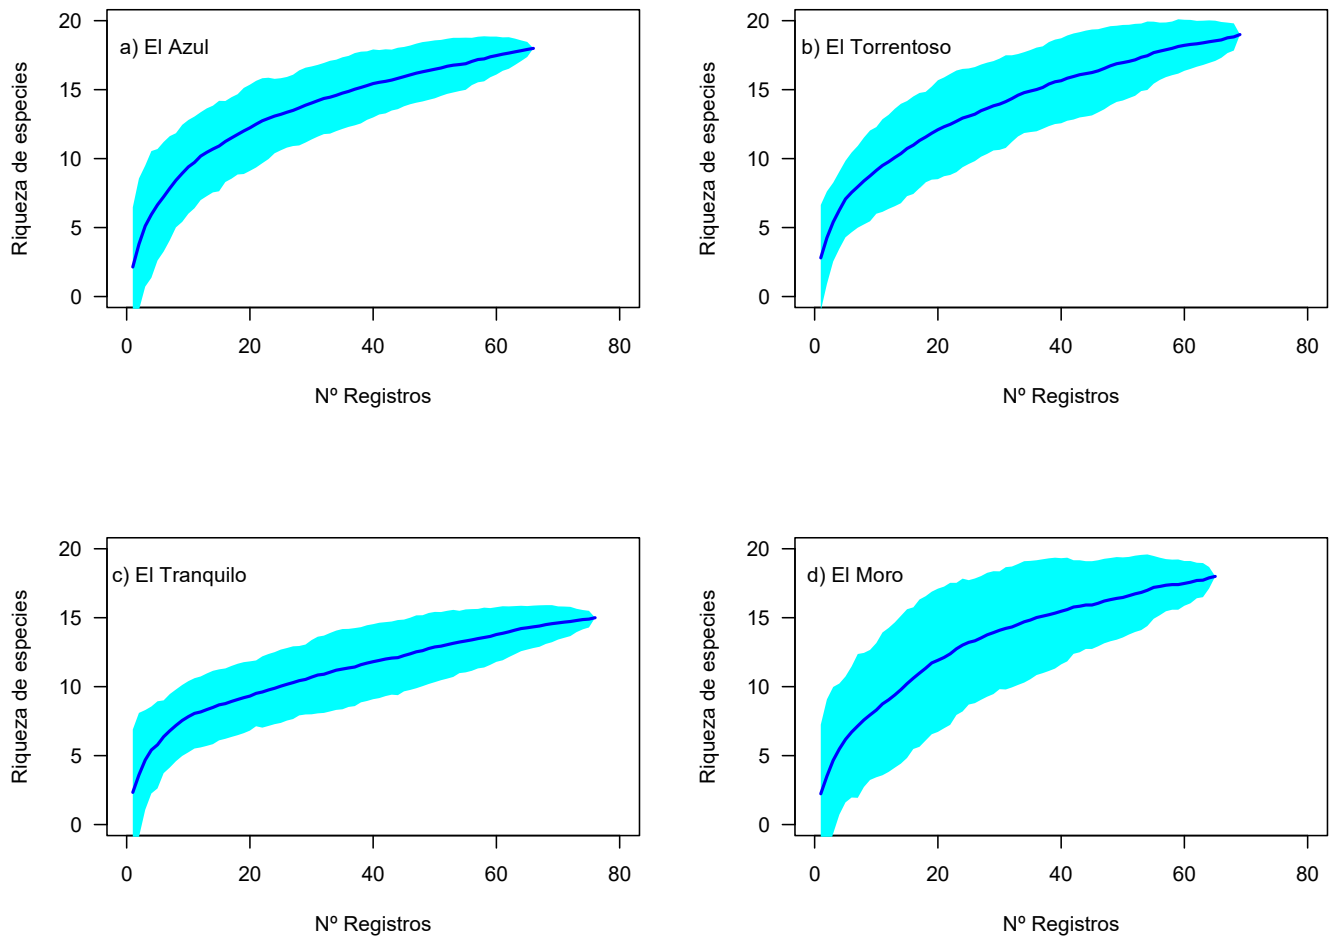 a) El Azul
Riqueza de especies
20
15
10
5
0
0 20 40 60 80
Nº Registros
b) El Torrentoso
Riqueza de especies
20
15
10
5
0
0 20 40 60 80
Nº Registros
c) El Tranquilo
Riqueza de especies
20
15
10
5
0
0 20 40 60 80
Nº Registros
d) El Moro
Riqueza de especies
20
15
10
5
0
0 20 40 60 80
Nº Registros